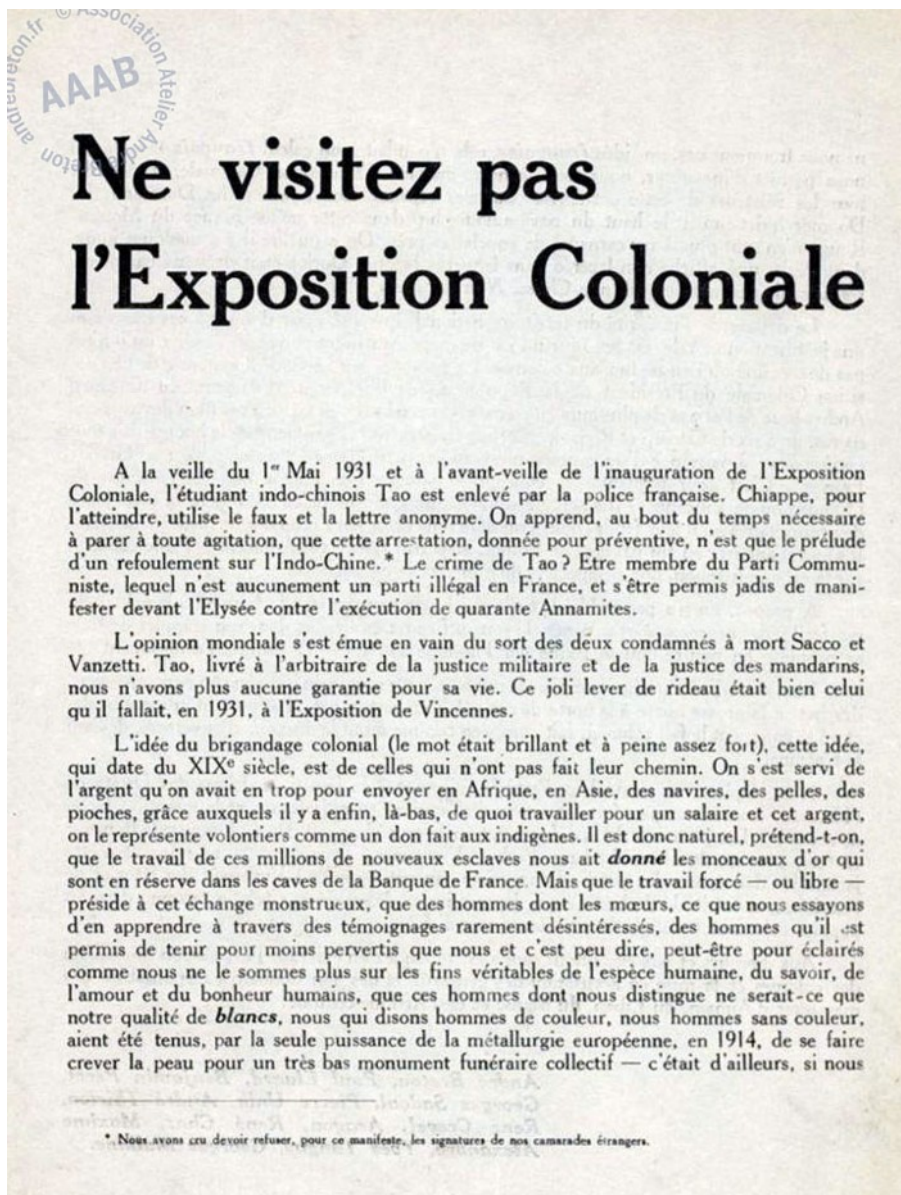 andrebreton.fr © Association Atelier André Breton
AAAB
Ne visitez pas
l'Exposition Coloniale
A la veille du 1er Mai 1931 et à l'avant-veille de l'inauguration de l'Exposition
Coloniale, l'étudiant indo-chinois Tao est enlevé par la police française. Chiappe, pour
l'atteindre, utilise le faux et la lettre anonyme. On apprend, au bout du temps nécessaire
à parer à toute agitation, que cette arrestation, donnée pour préventive, n'est que le prélude
d'un refoulement sur l'Indo-Chine.* Le crime de Tao ? Etre membre du Parti Commu-
niste, lequel n'est aucunement un parti illégal en France, et s'être permis jadis de mani-
fester devant l'Elysée contre l'exécution de quarante Annamites.
L'opinion mondiale s'est émue en vain du sort des deux condamnés à mort Sacco et
Vanzetti. Tao, livré à l'arbitraire de la justice militaire et de la justice des mandarins,
nous n'avons plus aucune garantie pour sa vie. Ce joli lever de rideau était bien celui
qu il fallait, en 1931, à l'Exposition de Vincennes.
L'idée du brigandage colonial (le mot était brillant et à peine assez fort), cette idée,
qui date du XIXe siècle, est de celles qui n'ont pas fait leur chemin. On s'est servi de
l'argent qu'on avait en trop pour envoyer en Afrique, en Asie, des navires, des pelles, des
pioches, grâce auxquels il y a enfin, là-bas, de quoi travailler pour un salaire et cet argent,
on le représente volontiers comme un don fait aux indigènes. Il est donc naturel, prétend-t-on,
que le travail de ces millions de nouveaux esclaves nous ait donné les monceaux d'or qui
sont en réserve dans les caves de la Banque de France. Mais que le travail forcé — ou libre —
préside à cet échange monstrueux, que des hommes dont les mœurs, ce que nous essayons
d'en apprendre à travers des témoignages rarement désintéressés, des hommes qu'il est
permis de tenir pour moins pervertis que nous et c'est peu dire, peut-être pour éclairés
comme nous ne le sommes plus sur les fins véritables de l'espèce humaine, du savoir, de
l'amour et du bonheur humains, que ces hommes dont nous distingue ne serait-ce que
notre qualité de blancs, nous qui disons hommes de couleur, nous hommes sans couleur,
aient été tenus, par la seule puissance de la métallurgie européenne, en 1914, de se faire
crever la peau pour un très bas monument funéraire collectif — c'était d'ailleurs, si nous
*. Nous avons cru devoir refuser, pour ce manifeste, les signatures de nos camarades étrangers.